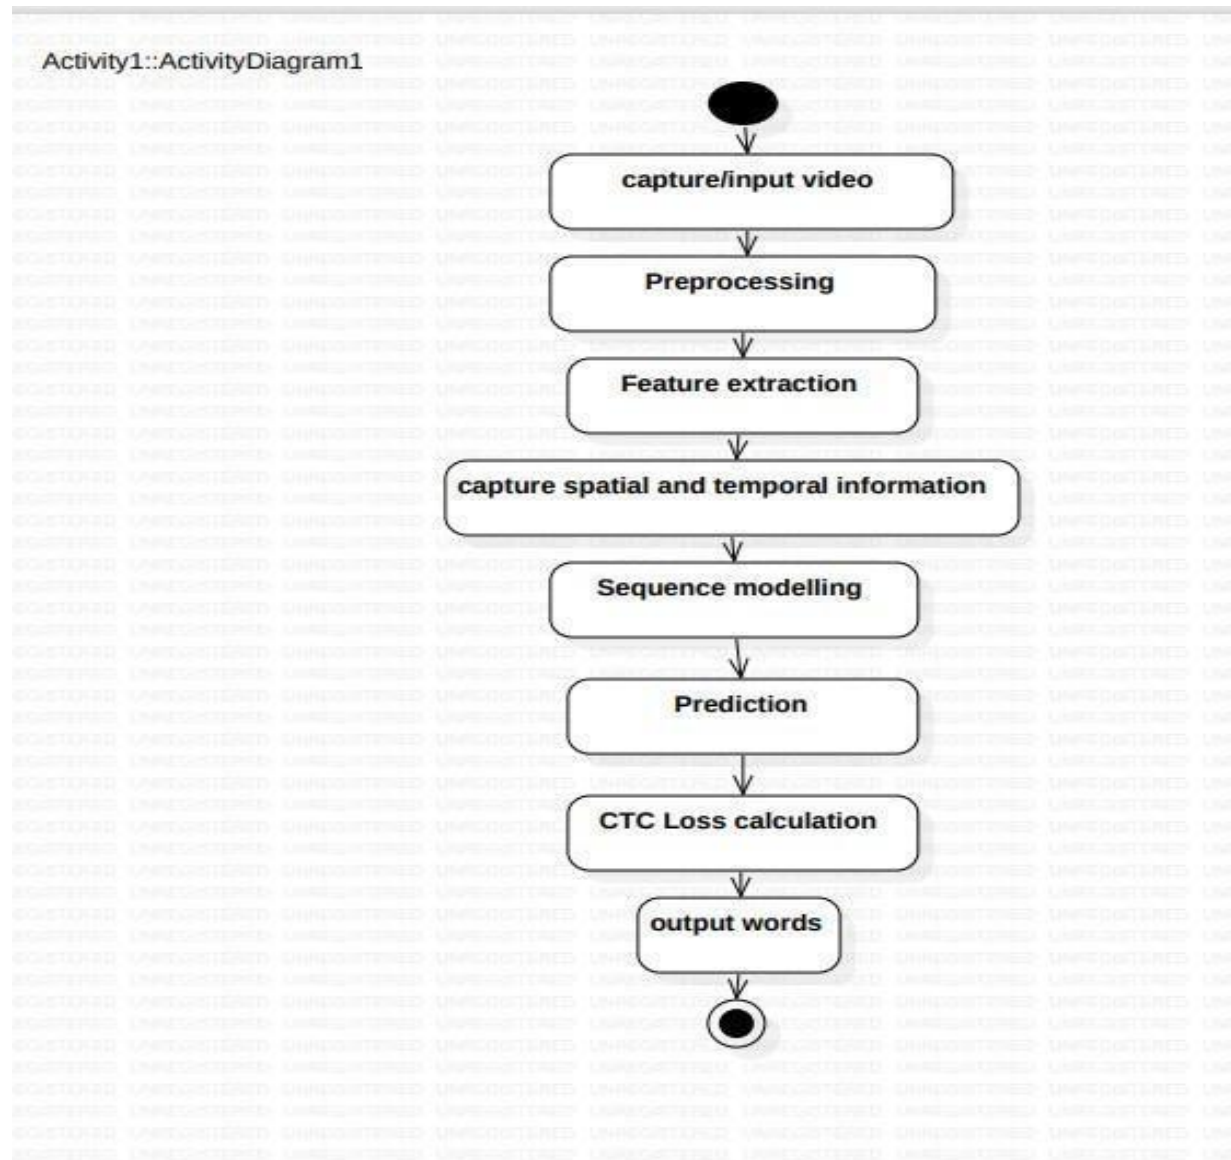 Activity1::ActivityDiagram1
capture/input video
Preprocessing
Feature extraction
capture spatial and temporal information
Sequence modelling
Prediction
CTC Loss calculation
output words